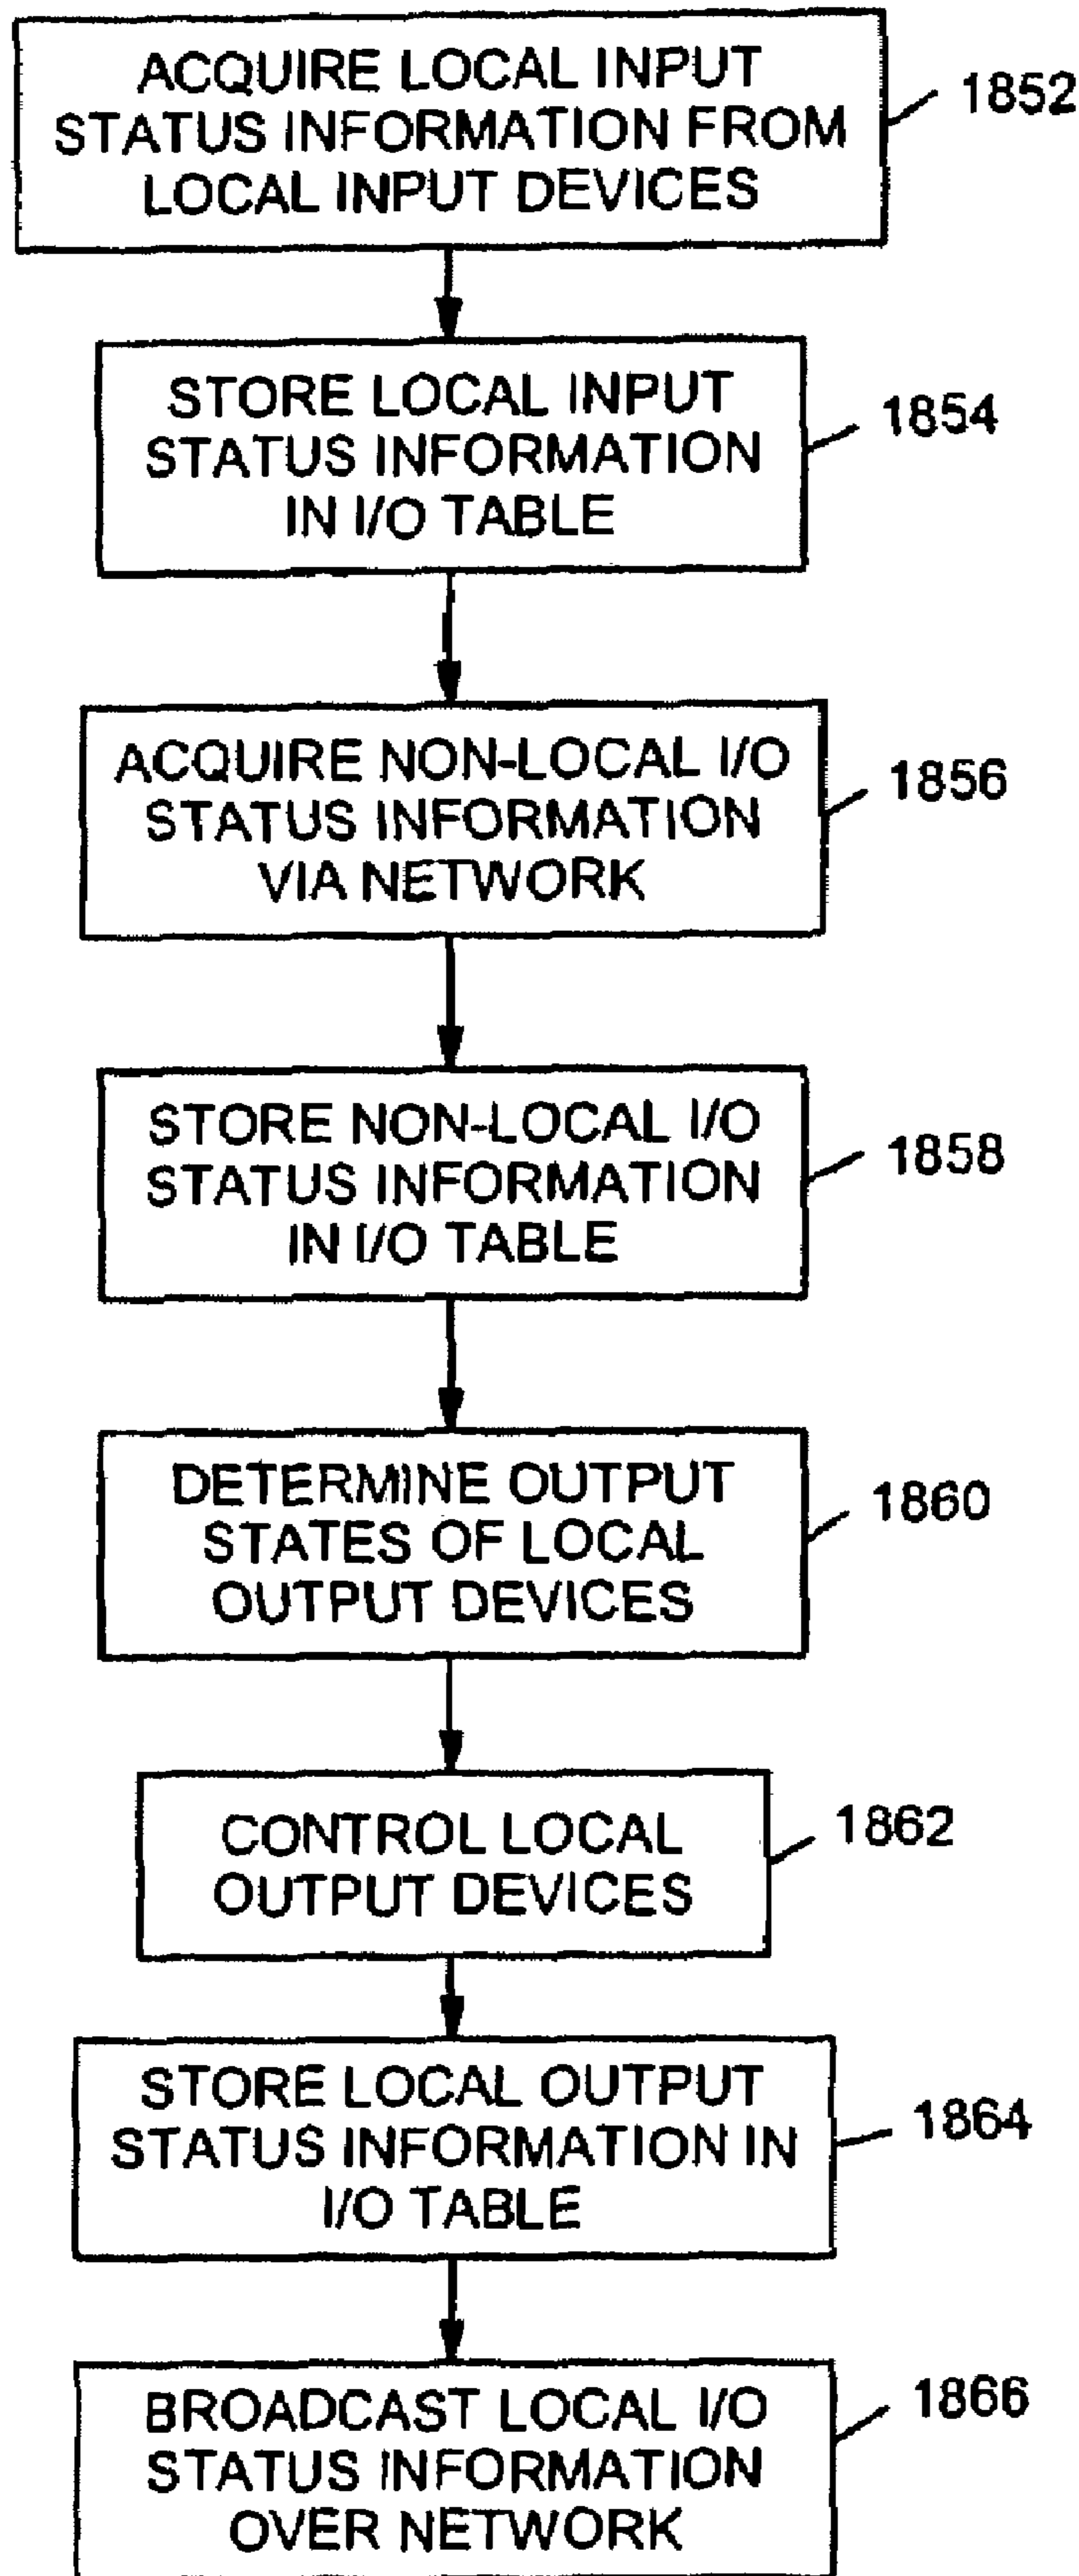 ACQUIRE LOCAL INPUT
STATUS INFORMATION FROM
LOCAL INPUT DEVICES
1852
STORE LOCAL INPUT
STATUS INFORMATION
IN I/O TABLE
1854
ACQUIRE NON-LOCAL I/O
STATUS INFORMATION
VIA NETWORK
1856
STORE NON-LOCAL I/O
STATUS INFORMATION
IN I/O TABLE
1858
DETERMINE OUTPUT
STATES OF LOCAL
OUTPUT DEVICES
1860
CONTROL LOCAL
OUTPUT DEVICES
1862
STORE LOCAL OUTPUT
STATUS INFORMATION IN
I/O TABLE
1864
BROADCAST LOCAL I/O
STATUS INFORMATION
OVER NETWORK
1866